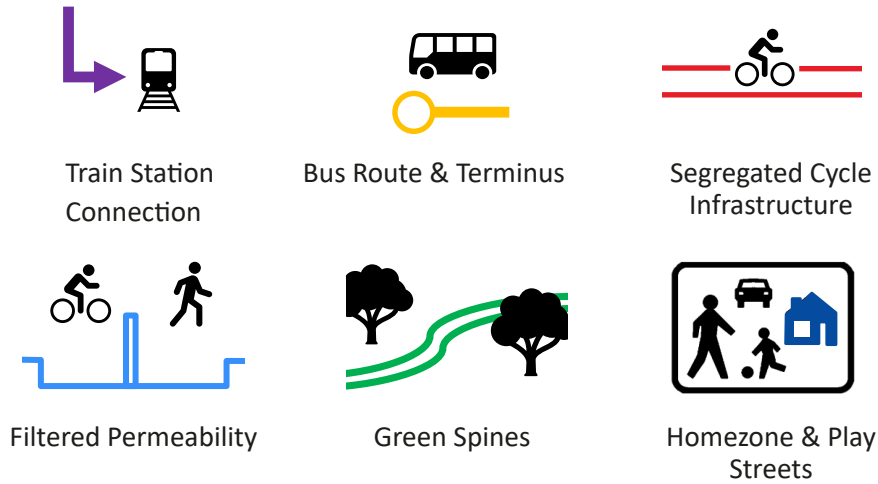 Train Station
Connection
Bus Route & Terminus
Segregated Cycle
Infrastructure
Filtered Permeability
Green Spines
Homezone & Play
Streets